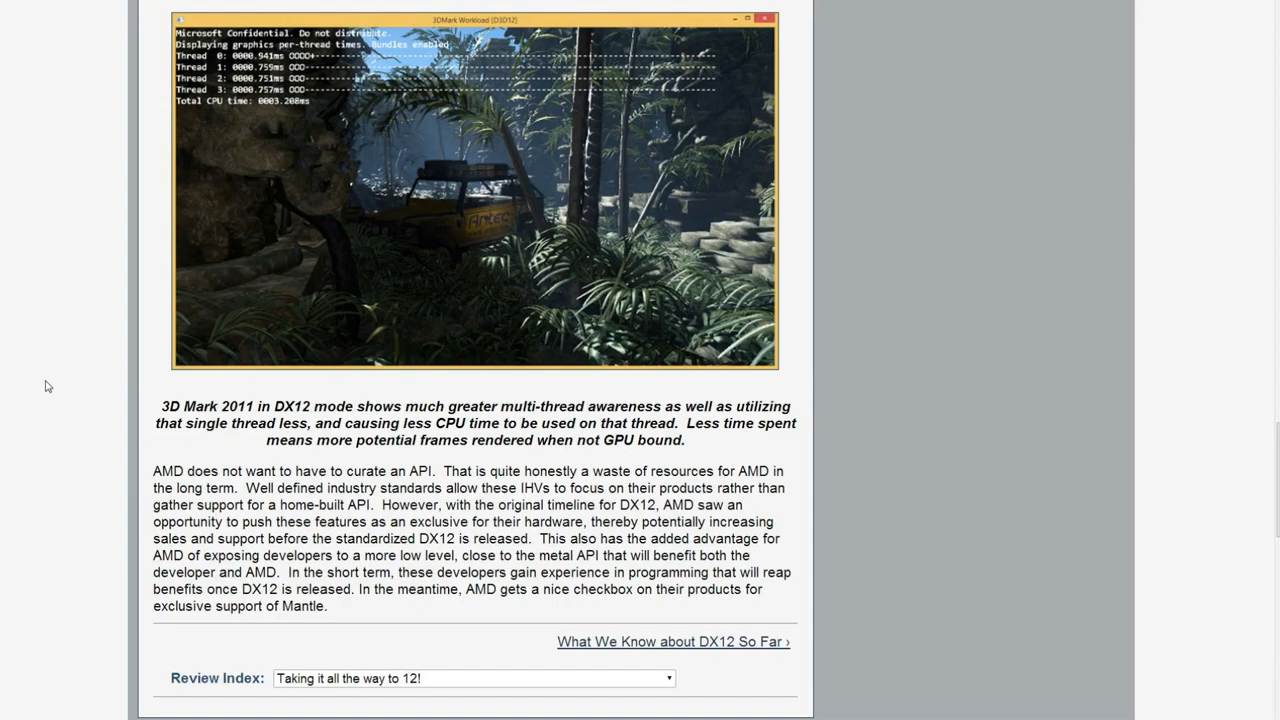 3DMark Workload [D3D12]
Microsoft Confidential. Do not distribute.
Displaying graphics per-thread times. Bundles enabled
Thread 0: 0000.941ms OOOO+-----------------------------------------------------------------
Thread 1: 0000.759ms OOO-------------------------------------------------------------------
Thread 2: 0000.751ms OOO-------------------------------------------------------------------
Thread 3: 0000.757ms OOO-------------------------------------------------------------------
Total CPU time: 0003.208ms
Antec
3D Mark 2011 in DX12 mode shows much greater multi-thread awareness as well as utilizing
that single thread less, and causing less CPU time to be used on that thread.  Less time spent
means more potential frames rendered when not GPU bound.
AMD does not want to have to curate an API.  That is quite honestly a waste of resources for AMD in
the long term.  Well defined industry standards allow these IHVs to focus on their products rather than
gather support for a home-built API.  However, with the original timeline for DX12, AMD saw an
opportunity to push these features as an exclusive for their hardware, thereby potentially increasing
sales and support before the standardized DX12 is released.  This also has the added advantage for
AMD of exposing developers to a more low level, close to the metal API that will benefit both the
developer and AMD.  In the short term, these developers gain experience in programming that will reap
benefits once DX12 is released. In the meantime, AMD gets a nice checkbox on their products for
exclusive support of Mantle.
What We Know about DX12 So Far ›
Review Index: Taking it all the way to 12!